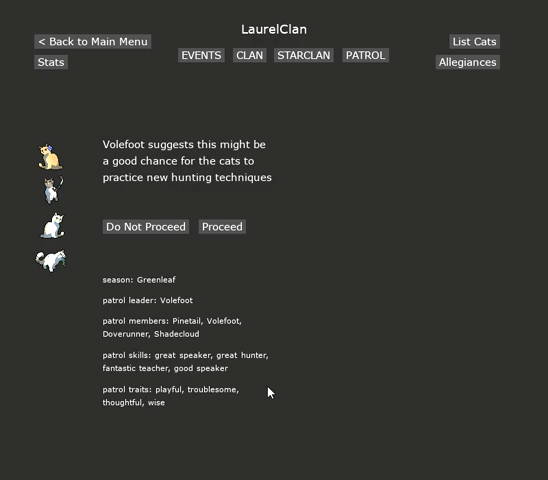 LaurelClan
< Back to Main Menu
List Cats
EVENTS
CLAN
STARCLAN
PATROL
Stats
Allegiances
Volefoot suggests this might be
a good chance for the cats to
practice new hunting techniques
Do Not Proceed
Proceed
season: Greenleaf
patrol leader: Volefoot
patrol members: Pinetail, Volefoot,
Doverunner, Shadecloud
patrol skills: great speaker, great hunter,
fantastic teacher, good speaker
patrol traits: playful, troublesome,
thoughtful, wise